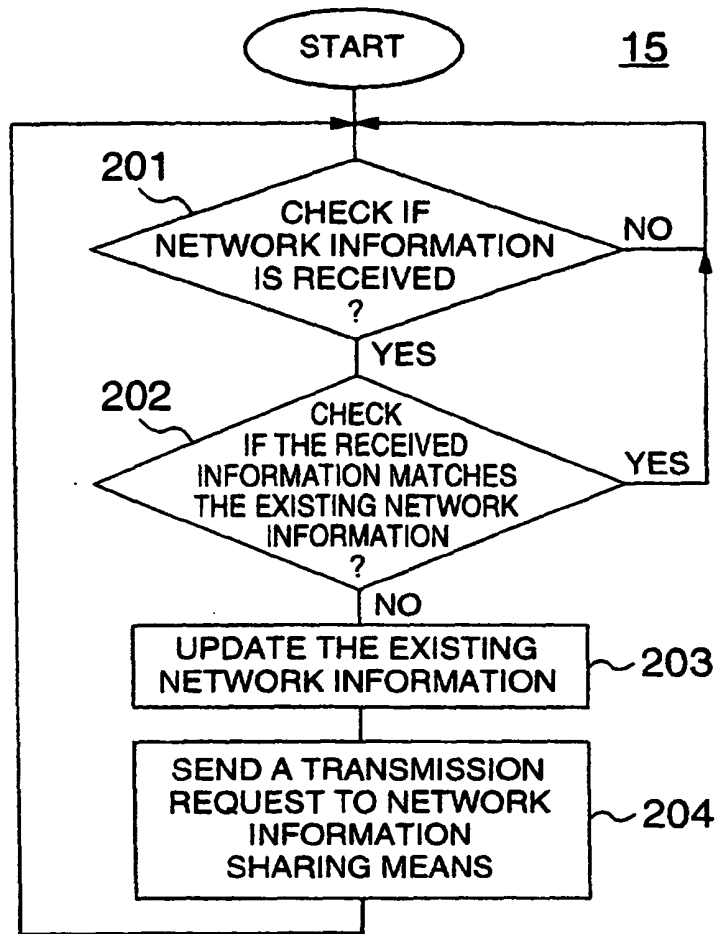 START
15
201
CHECK IF
NETWORK INFORMATION
IS RECEIVED
?
NO
YES
202
CHECK
IF THE RECEIVED
INFORMATION MATCHES
THE EXISTING NETWORK
INFORMATION
?
YES
NO
UPDATE THE EXISTING
NETWORK INFORMATION
203
SEND A TRANSMISSION
REQUEST TO NETWORK
INFORMATION
SHARING MEANS
204